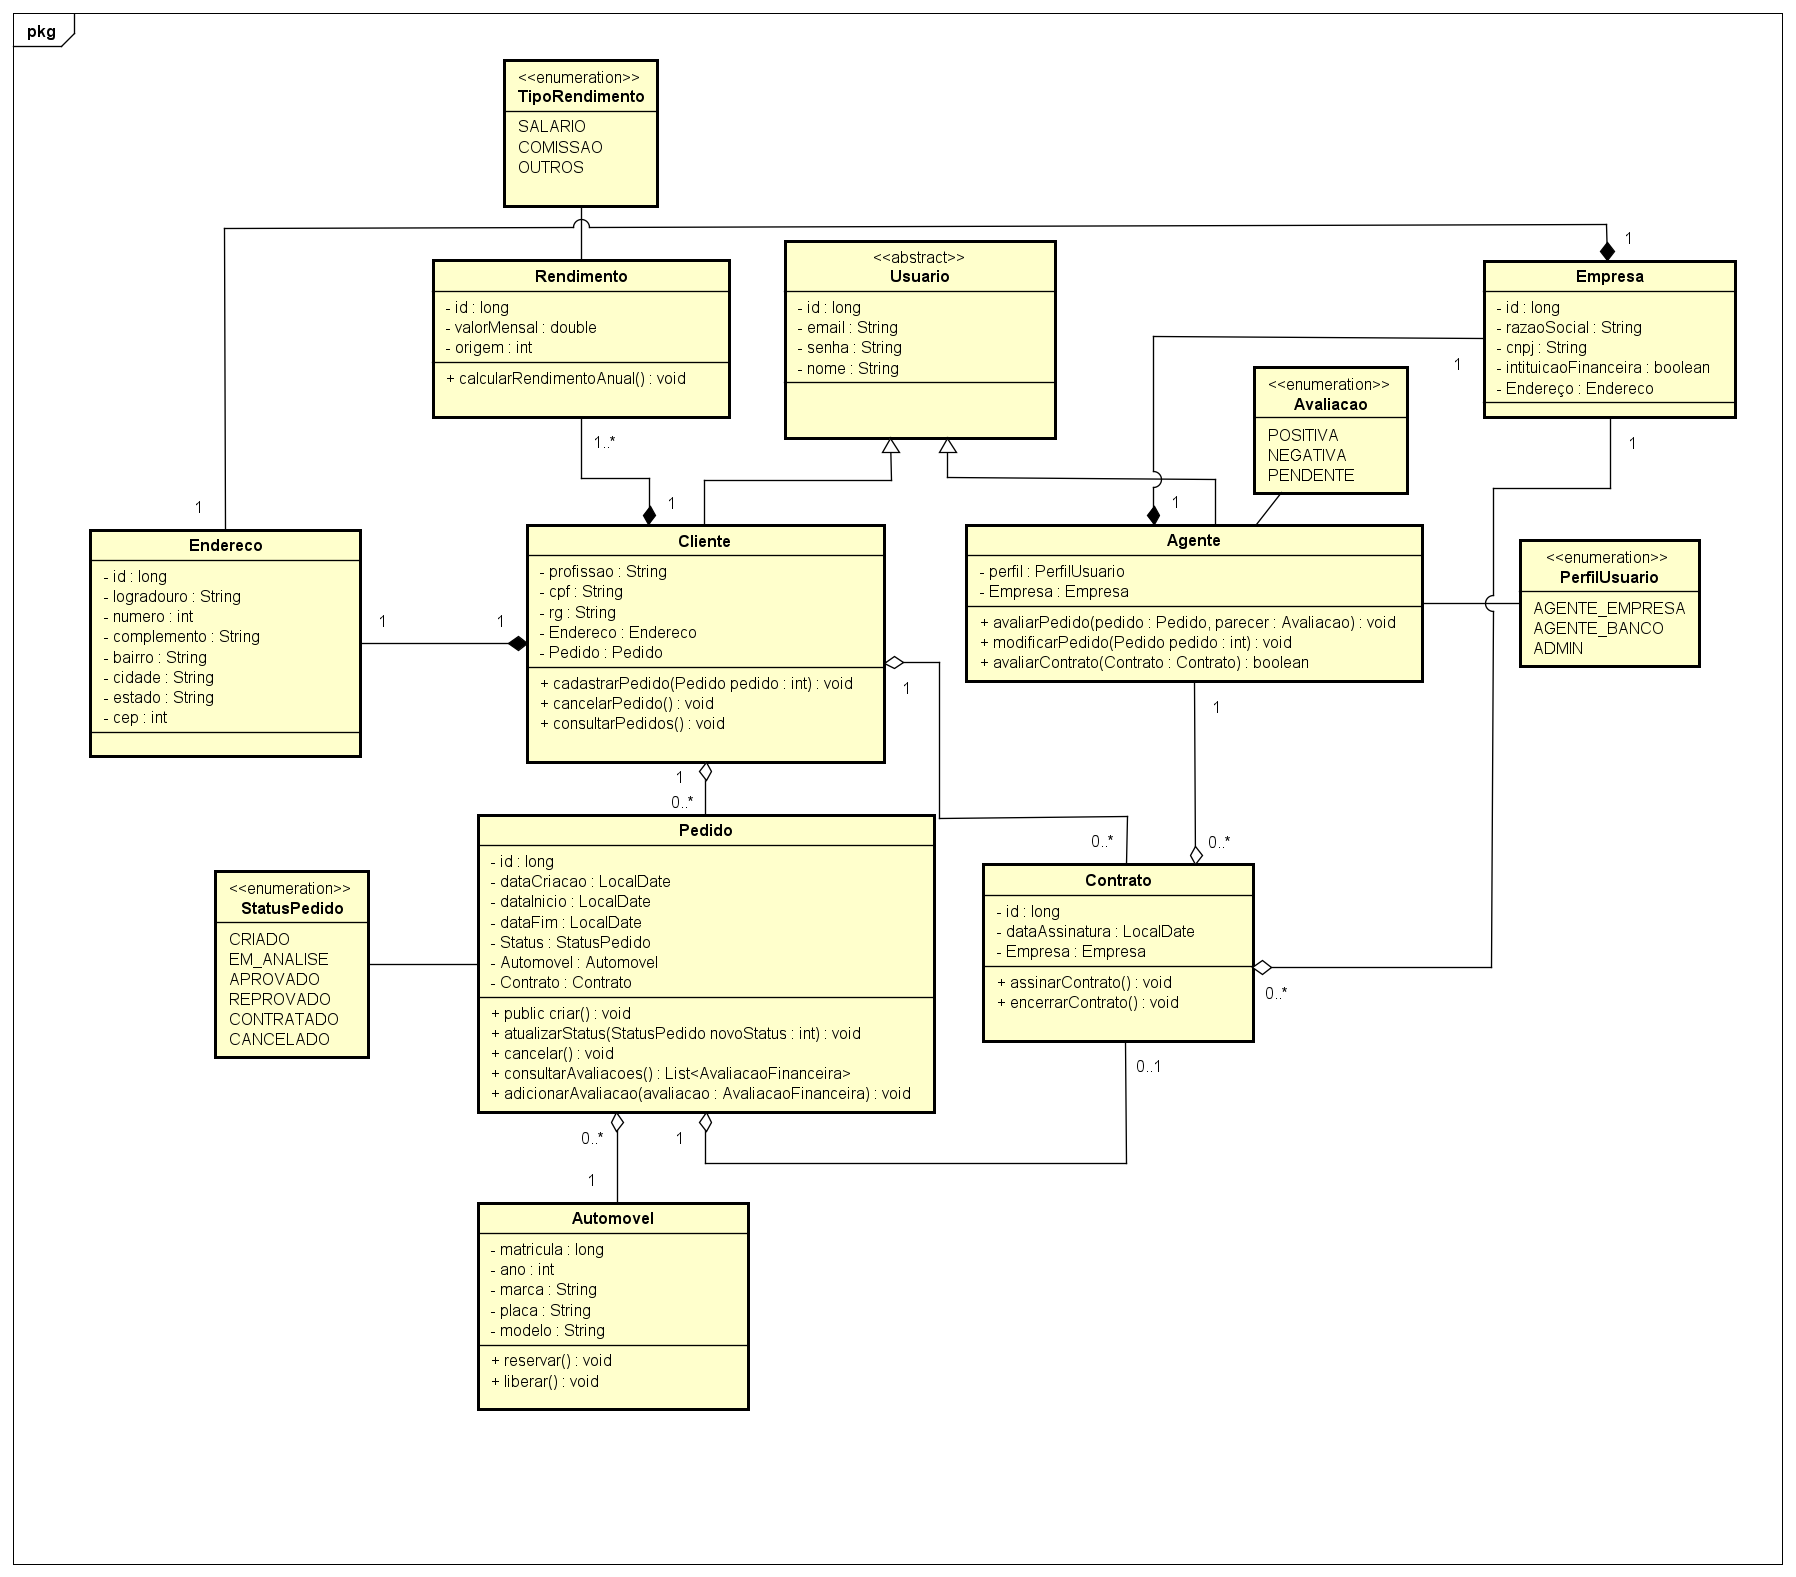 pkg
<<enumeration>>
TipoRendimento
SALARIO
COMISSAO
OUTROS
Rendimento
- id : long
- valorMensal : double
- origem : int
+ calcularRendimentoAnual() : void
1..*
1
<<abstract>>
Usuario
- id : long
- email : String
- senha : String
- nome : String
1
Empresa
- id : long
- razaoSocial : String
- cnpj : String
- intituicaoFinanceira : boolean
- Endereço : Endereco
1
1
<<enumeration>>
Avaliacao
POSITIVA
NEGATIVA
PENDENTE
1
Endereco
- id : long
- logradouro : String
- numero : int
- complemento : String
- bairro : String
- cidade : String
- estado : String
- cep : int
1
1
Cliente
- profissao : String
- cpf : String
- rg : String
- Endereco : Endereco
- Pedido : Pedido
+ cadastrarPedido(Pedido pedido : int) : void
+ cancelarPedido() : void
+ consultarPedidos() : void
1
1
Agente
- perfil : PerfilUsuario
- Empresa : Empresa
+ avaliarPedido(pedido : Pedido, parecer : Avaliacao) : void
+ modificarPedido(Pedido pedido : int) : void
+ avaliarContrato(Contrato : Contrato) : boolean
1
<<enumeration>>
PerfilUsuario
AGENTE_EMPRESA
AGENTE_BANCO
ADMIN
1
0..*
Pedido
- id : long
- dataCriacao : LocalDate
- dataInicio : LocalDate
- dataFim : LocalDate
- Status : StatusPedido
- Automovel : Automovel
- Contrato : Contrato
+ public criar() : void
+ atualizarStatus(StatusPedido novoStatus : int) : void
+ cancelar() : void
+ consultarAvaliacoes() : List<AvaliacaoFinanceira>
+ adicionarAvaliacao(avaliacao : AvaliacaoFinanceira) : void
<<enumeration>>
StatusPedido
CRIADO
EM_ANALISE
APROVADO
REPROVADO
CONTRATADO
CANCELADO
0..*
0..*
Contrato
- id : long
- dataAssinatura : LocalDate
- Empresa : Empresa
+ assinarContrato() : void
+ encerrarContrato() : void
0..*
0..1
0..*
1
1
Automovel
- matricula : long
- ano : int
- marca : String
- placa : String
- modelo : String
+ reservar() : void
+ liberar() : void